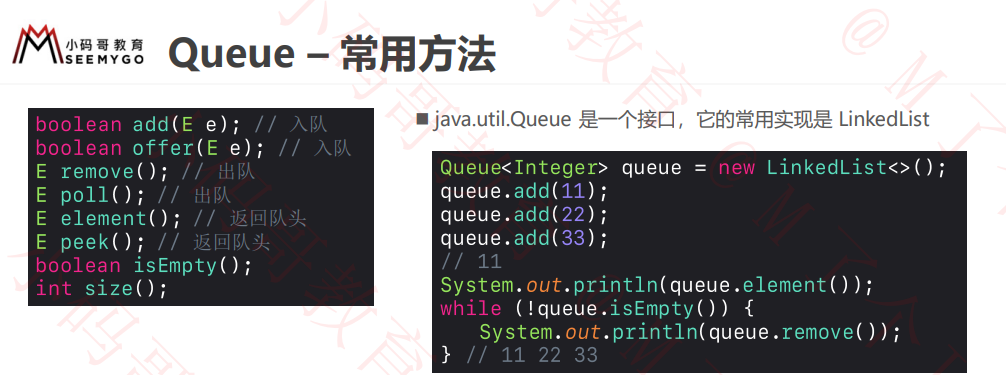 小码哥教育
SEEMYGO
Queue – 常用方法
boolean add(E e); // 入队
boolean offer(E e); // 入队
E remove(); // 出队
E poll(); // 出队
E element(); // 返回队头
E peek(); // 返回队头
boolean isEmpty();
int size();
■ java.util.Queue 是一个接口，它的常用实现是 LinkedList
Queue<Integer> queue = new LinkedList<>();
queue.add(11);
queue.add(22);
queue.add(33);
// 11
System.out.println(queue.element());
while (!queue.isEmpty()) {
    System.out.println(queue.remove());
} // 11 22 33